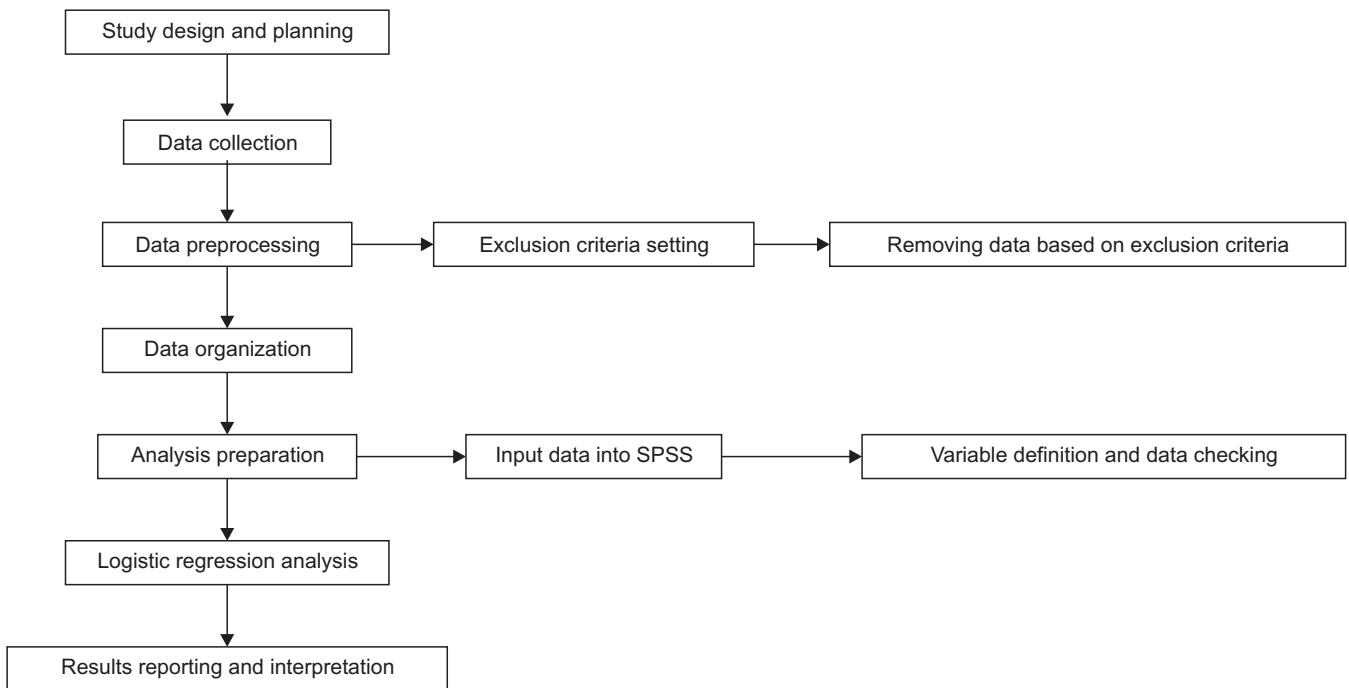 Study design and planning
Data collection
Data preprocessing
Exclusion criteria setting
Removing data based on exclusion criteria
Data organization
Analysis preparation
Input data into SPSS
Variable definition and data checking
Logistic regression analysis
Results reporting and interpretation